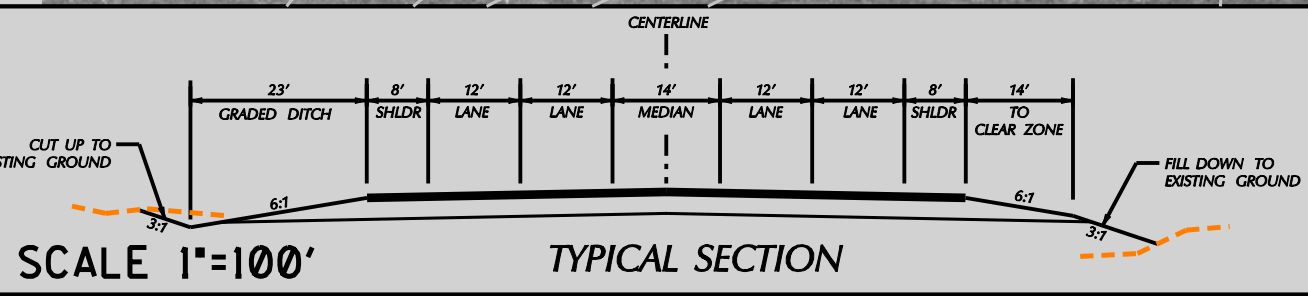 CENTERLINE
23' 8' 12' 12' 14' 12' 12' 8' 14'
GRADED DITCH SHLDR LANE LANE MEDIAN LANE LANE SHLDR TO
CLEAR ZONE
CUT UP TO
STING GROUND
FILL DOWN TO
EXISTING GROUND
6:1 6:1
3:1 3:1
SCALE 1"=100'
TYPICAL SECTION